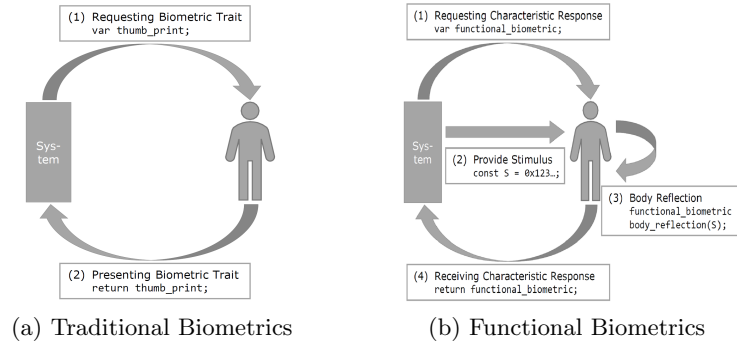 (1) Requesting Biometric Trait
var thumb_print;
Sys-
tem
(2) Presenting Biometric Trait
return thumb_print;
(a) Traditional Biometrics
(1) Requesting Characteristic Response
var functional_biometric;
Sys-
tem
(2) Provide Stimulus
const S = 0x123…;
(3) Body Reflection
functional_biometric
body_reflection(S);
(4) Receiving Characteristic Response
return functional_biometric;
(b) Functional Biometrics